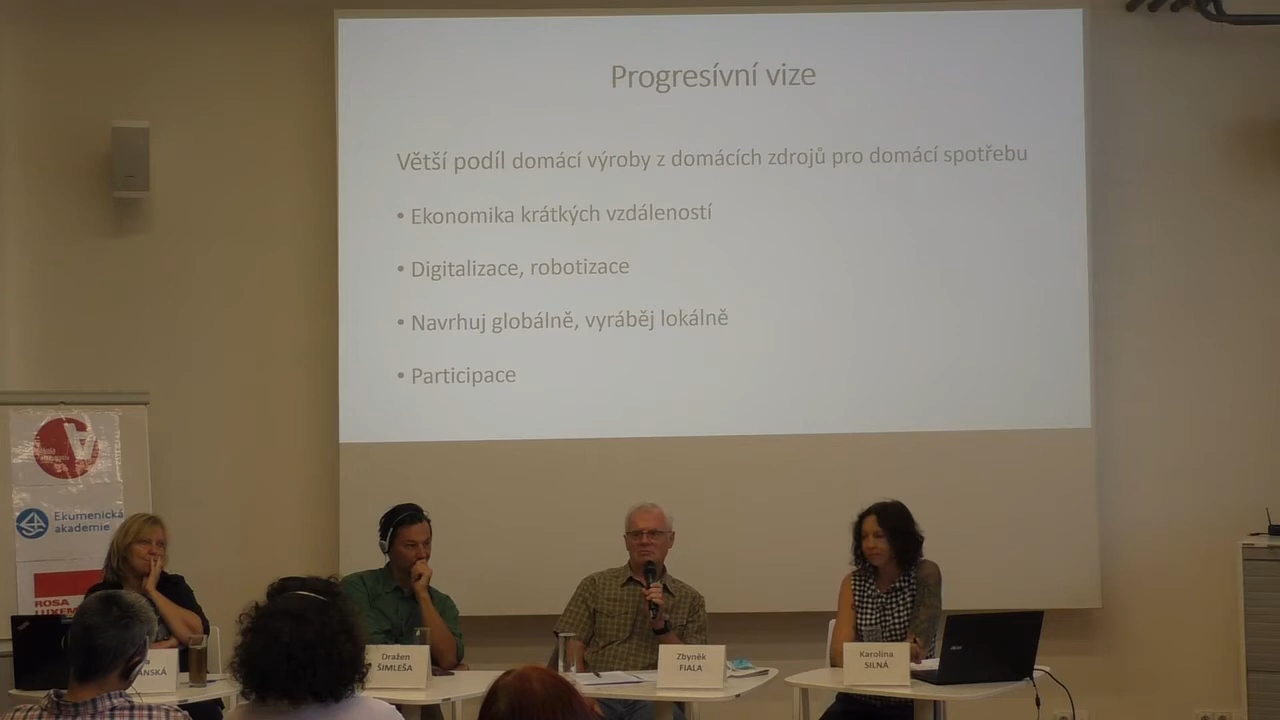 Progresívní vize
Větší podíl domácí výroby z domácích zdrojů pro domácí spotřebu
• Ekonomika krátkých vzdáleností
• Digitalizace, robotizace
• Navrhuj globálně, vyráběj lokálně
• Participace
Ekumenická
akademie
ROSA
Dražen
ŠIMLEŠA
Zbyněk
FIALA
Karolína
SILNÁ